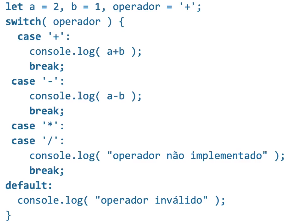 let a = 2, b = 1, operador = '+';
switch( operador ) {
  case '+':
    console.log( a+b );
    break;
 case '-':
    console.log( a-b );
    break;
 case '*':
 case '/':
    console.log( "operador não implementado" );
    break;
default:
  console.log( "operador inválido" );
}